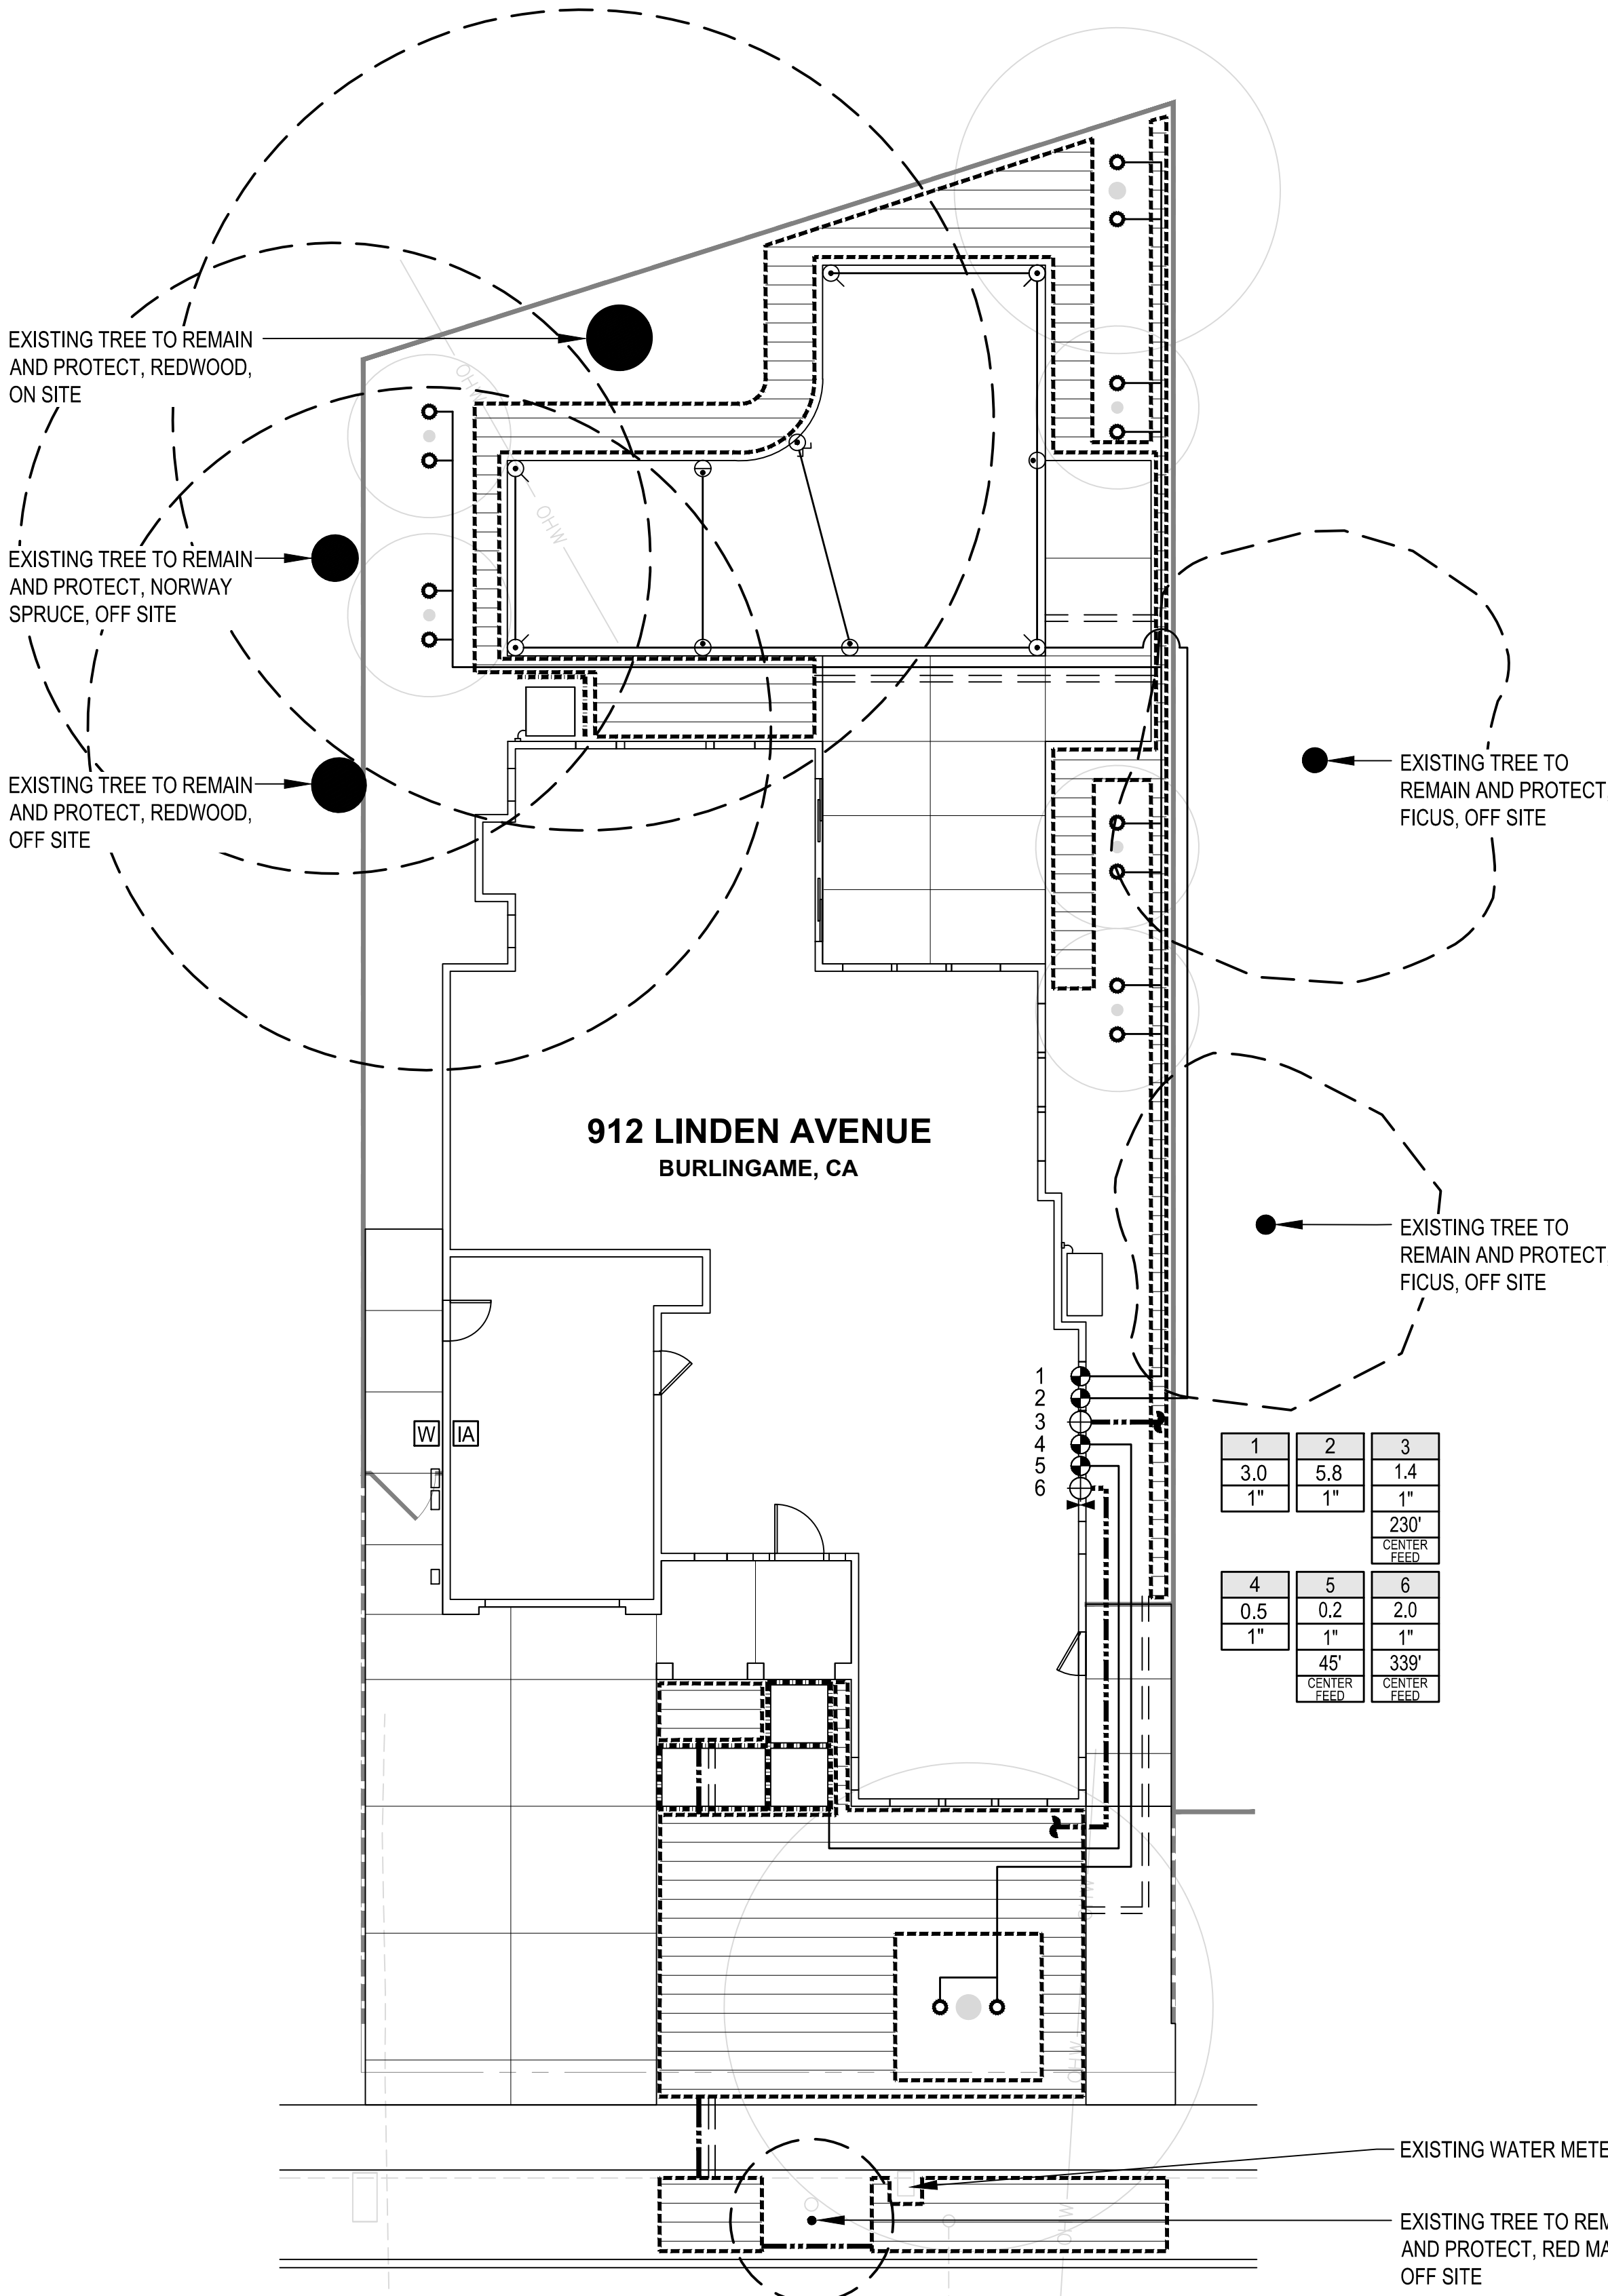 EXISTING TREE TO REMAIN
AND PROTECT, REDWOOD,
ON SITE
OHW
OHW
EXISTING TREE TO REMAIN
AND PROTECT, NORWAY
SPRUCE, OFF SITE
EXISTING TREE TO REMAIN
AND PROTECT, REDWOOD,
OFF SITE
EXISTING TREE TO
REMAIN AND PROTECT,
FICUS, OFF SITE
912 LINDEN AVENUE
BURLINGAME, CA
EXISTING TREE TO
REMAIN AND PROTECT,
FICUS, OFF SITE
W IA
1
2
3
4
5
6
1 2 3
3.0 5.8 1.4
1" 1" 1"
230'
CENTER
FEED
4 5 6
0.5 0.2 2.0
1" 1" 1"
45' 339'
CENTER CENTER
FEED FEED
OHW
OHW
EXISTING WATER METE
EXISTING TREE TO REM
AND PROTECT, RED MA
OFF SITE